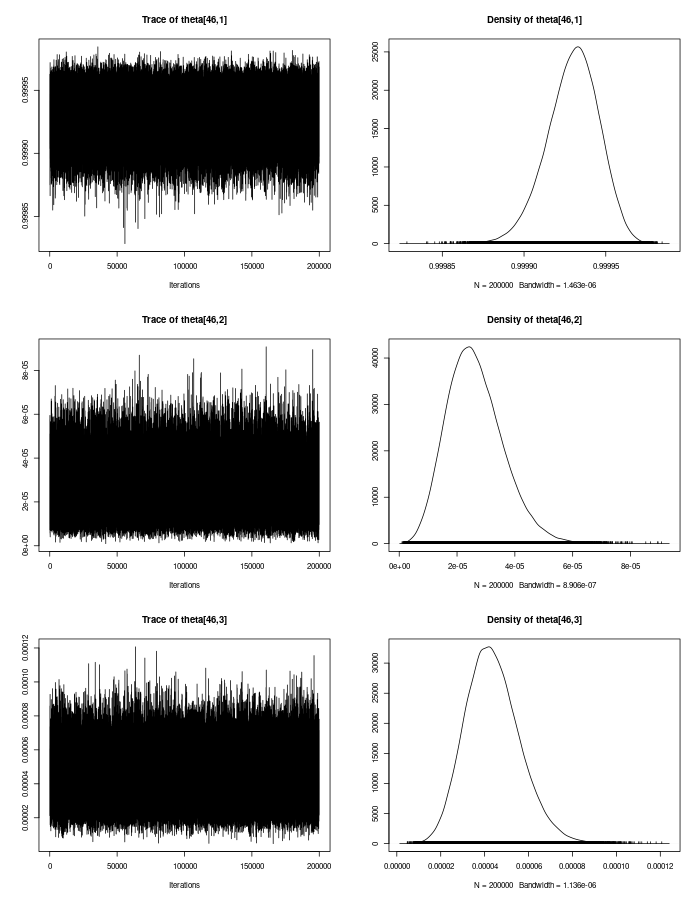 Trace of theta[46,1]
0.99985 0.99990 0.99995
0 50000 100000 150000 200000
Iterations
Density of theta[46,1]
0 5000 10000 15000 20000 25000
0.99985 0.99990 0.99995
N = 200000 Bandwidth = 1.463e-06
Trace of theta[46,2]
0e+00 2e-05 4e-05 6e-05 8e-05
0 50000 100000 150000 200000
Iterations
Density of theta[46,2]
0 10000 20000 30000 40000
0e+00 2e-05 4e-05 6e-05 8e-05
N = 200000 Bandwidth = 8.906e-07
Trace of theta[46,3]
0.00002 0.00004 0.00006 0.00008 0.00010 0.00012
0 50000 100000 150000 200000
Iterations
Density of theta[46,3]
0 5000 10000 15000 20000 25000 30000
0.00000 0.00002 0.00004 0.00006 0.00008 0.00010 0.00012
N = 200000 Bandwidth = 1.136e-06